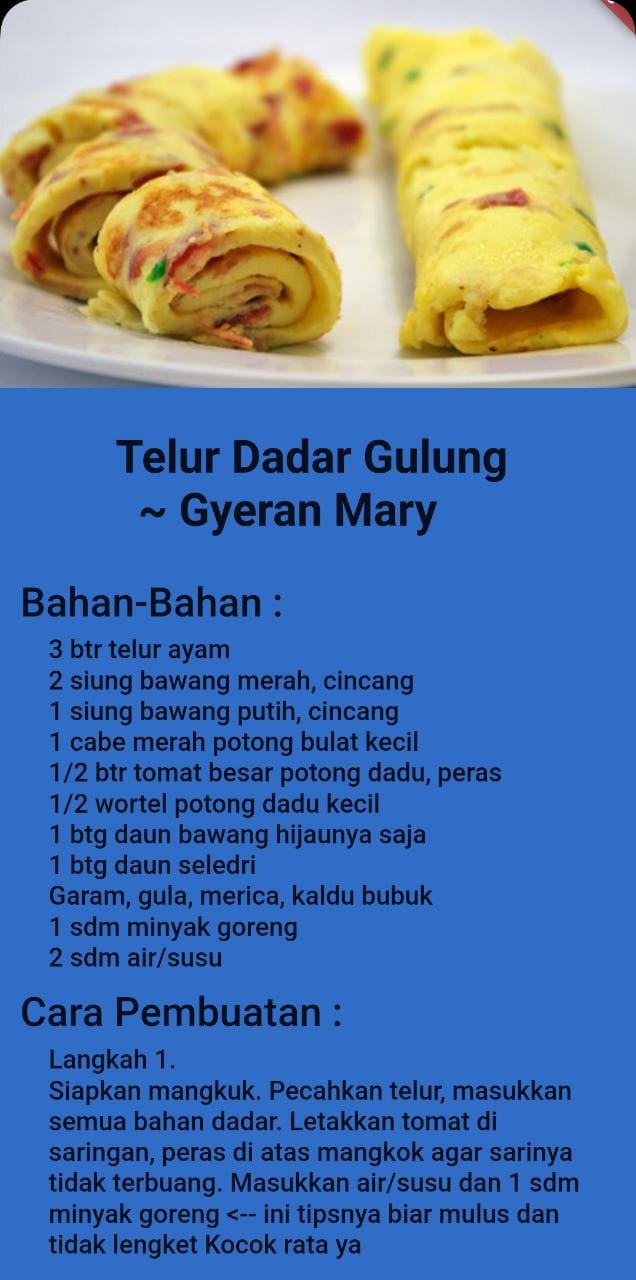 Telur Dadar Gulung
~ Gyeran Mary
Bahan-Bahan :
3 btr telur ayam
2 siung bawang merah, cincang
1 siung bawang putih, cincang
1 cabe merah potong bulat kecil
1/2 btr tomat besar potong dadu, peras
1/2 wortel potong dadu kecil
1 btg daun bawang hijaunya saja
1 btg daun seledri
Garam, gula, merica, kaldu bubuk
1 sdm minyak goreng
2 sdm air/susu
Cara Pembuatan :
Langkah 1.
Siapkan mangkuk. Pecahkan telur, masukkan
semua bahan dadar. Letakkan tomat di
saringan, peras di atas mangkok agar sarinya
tidak terbuang. Masukkan air/susu dan 1 sdm
minyak goreng <-- ini tipsnya biar mulus dan
tidak lengket Kocok rata ya